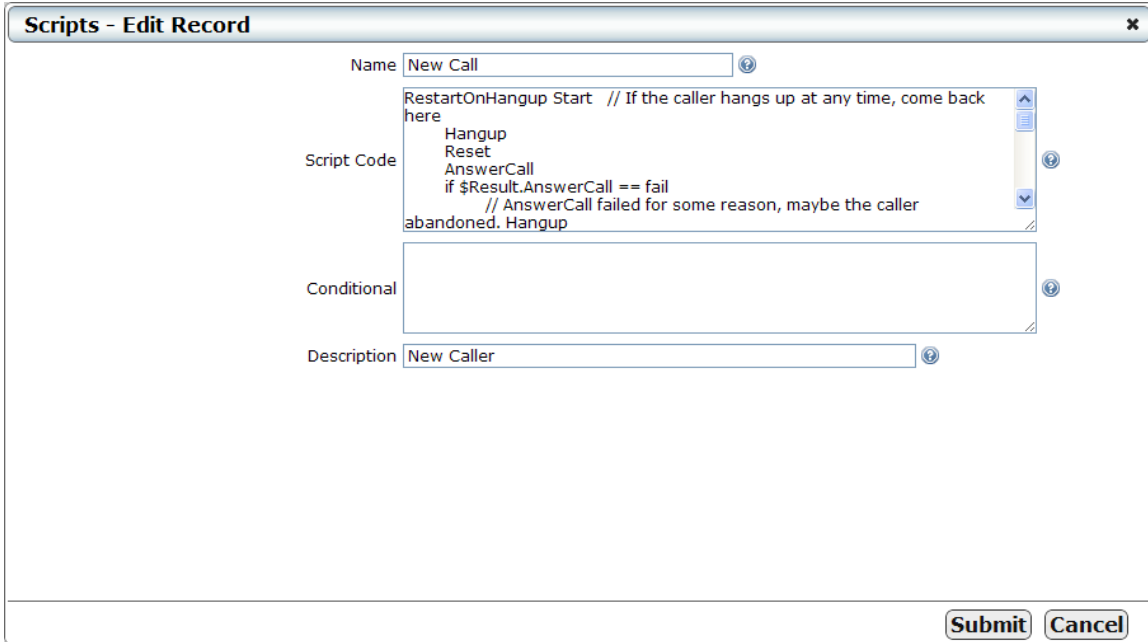 Scripts - Edit Record
Name New Call
Script Code
RestartOnHangup Start // If the caller hangs up at any time, come back
here
Hangup
Reset
AnswerCall
if $Result.AnswerCall == fail
// AnswerCall failed for some reason, maybe the caller
abandoned. Hangup
Conditional
Description New Caller
Submit Cancel